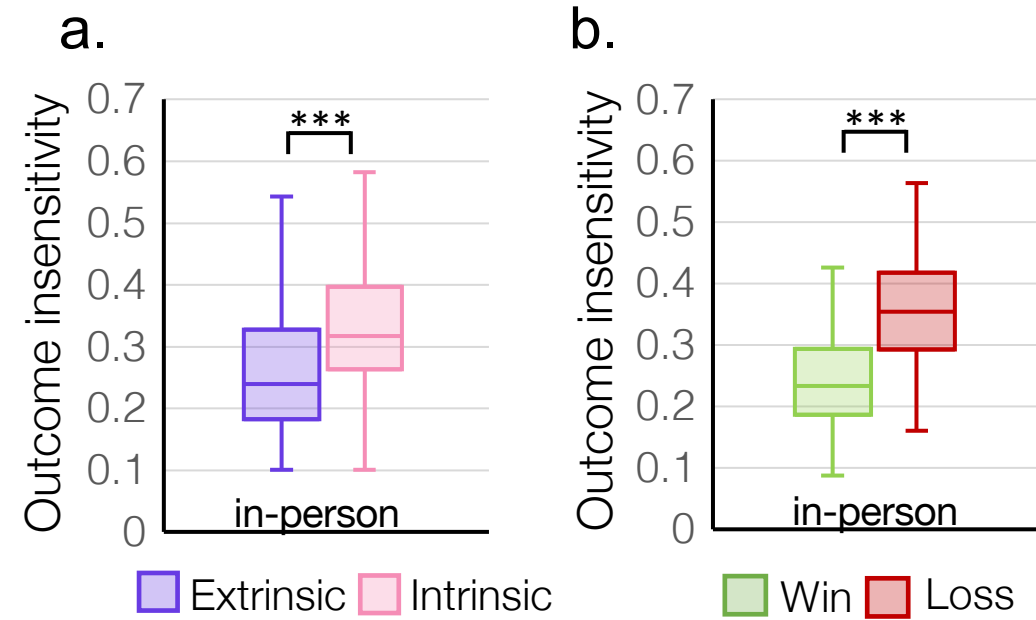 a.
Outcome insensitivity
0.7
0.6
0.5
0.4
0.3
0.2
0.1
0
***
in-person
Extrinsic
Intrinsic
b.
Outcome insensitivity
0.7
0.6
0.5
0.4
0.3
0.2
0.1
0
***
in-person
Win
Loss